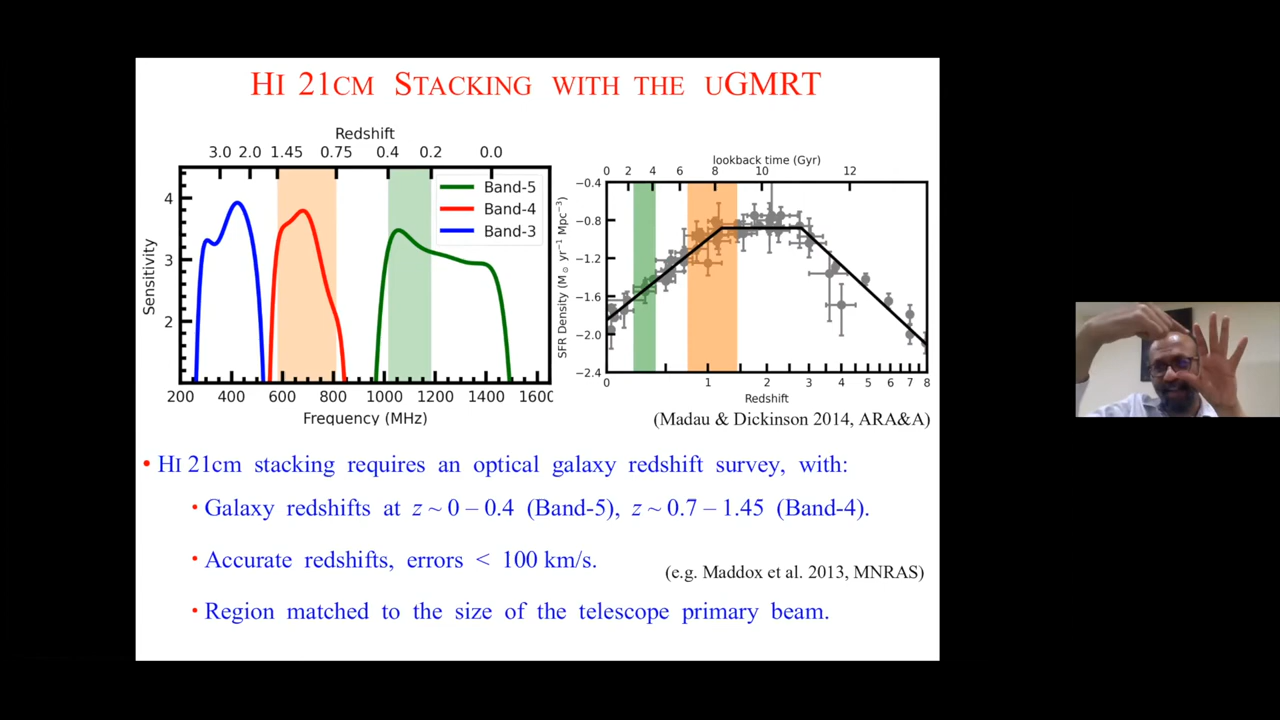 HI 21CM STACKING WITH THE UGMRT
Redshift
3.0 2.0 1.45 0.75 0.4 0.2 0.0
Sensitivity
4
3
2
Band-5
Band-4
Band-3
200 400 600 800 1000 1200 1400 160
Frequency (MHz)
lookback time (Gyr)
0 2 4 6 8 10 12
SFR Density (M⊙ yr⁻¹ Mpc⁻³)
−0.4
−0.8
−1.2
−1.6
−2.0
−2.4
0 1 2 3 4 5 6 7 8
Redshift
(Madau & Dickinson 2014, ARA&A)
• HI 21cm stacking requires an optical galaxy redshift survey, with:
• Galaxy redshifts at z ~ 0 – 0.4 (Band-5), z ~ 0.7 – 1.45 (Band-4).
• Accurate redshifts, errors < 100 km/s.
(e.g. Maddox et al. 2013, MNRAS)
• Region matched to the size of the telescope primary beam.